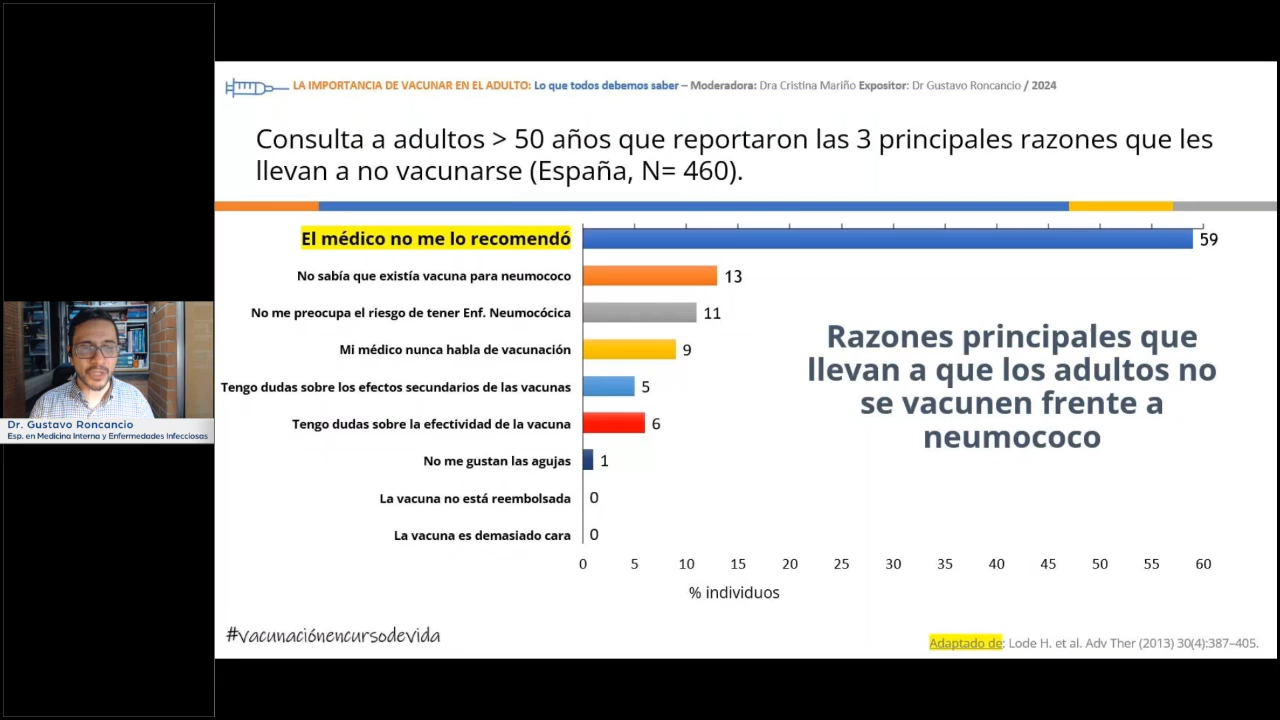 LA IMPORTANCIA DE VACUNAR EN EL ADULTO: Lo que todos debemos saber – Moderadora: Dra Cristina Mariño Expositor: Dr Gustavo Roncancio / 2024
Consulta a adultos > 50 años que reportaron las 3 principales razones que les
llevan a no vacunarse (España, N= 460).
El médico no me lo recomendó 59
No sabía que existía vacuna para neumococo 13
No me preocupa el riesgo de tener Enf. Neumocócica 11
Mi médico nunca habla de vacunación 9
Tengo dudas sobre los efectos secundarios de las vacunas 5
Tengo dudas sobre la efectividad de la vacuna 6
No me gustan las agujas 1
La vacuna no está reembolsada 0
La vacuna es demasiado cara 0
0 5 10 15 20 25 30 35 40 45 50 55 60
% individuos
Razones principales que
llevan a que los adultos no
se vacunen frente a
neumococo
Dr. Gustavo Roncancio
Esp. en Medicina Interna y Enfermedades Infecciosas
#vacunaciónencursodevida
Adaptado de: Lode H. et al. Adv Ther (2013) 30(4):387–405.